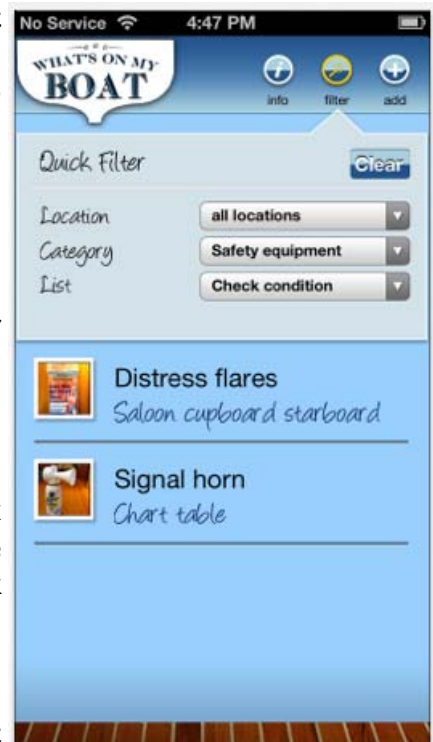 No Service 4:47 PM
WHAT'S ON MY
BOAT
info filter add
Quick Filter Clear
Location all locations
Category Safety equipment
List Check condition
Distress flares
Saloon cupboard starboard
Signal horn
Chart table